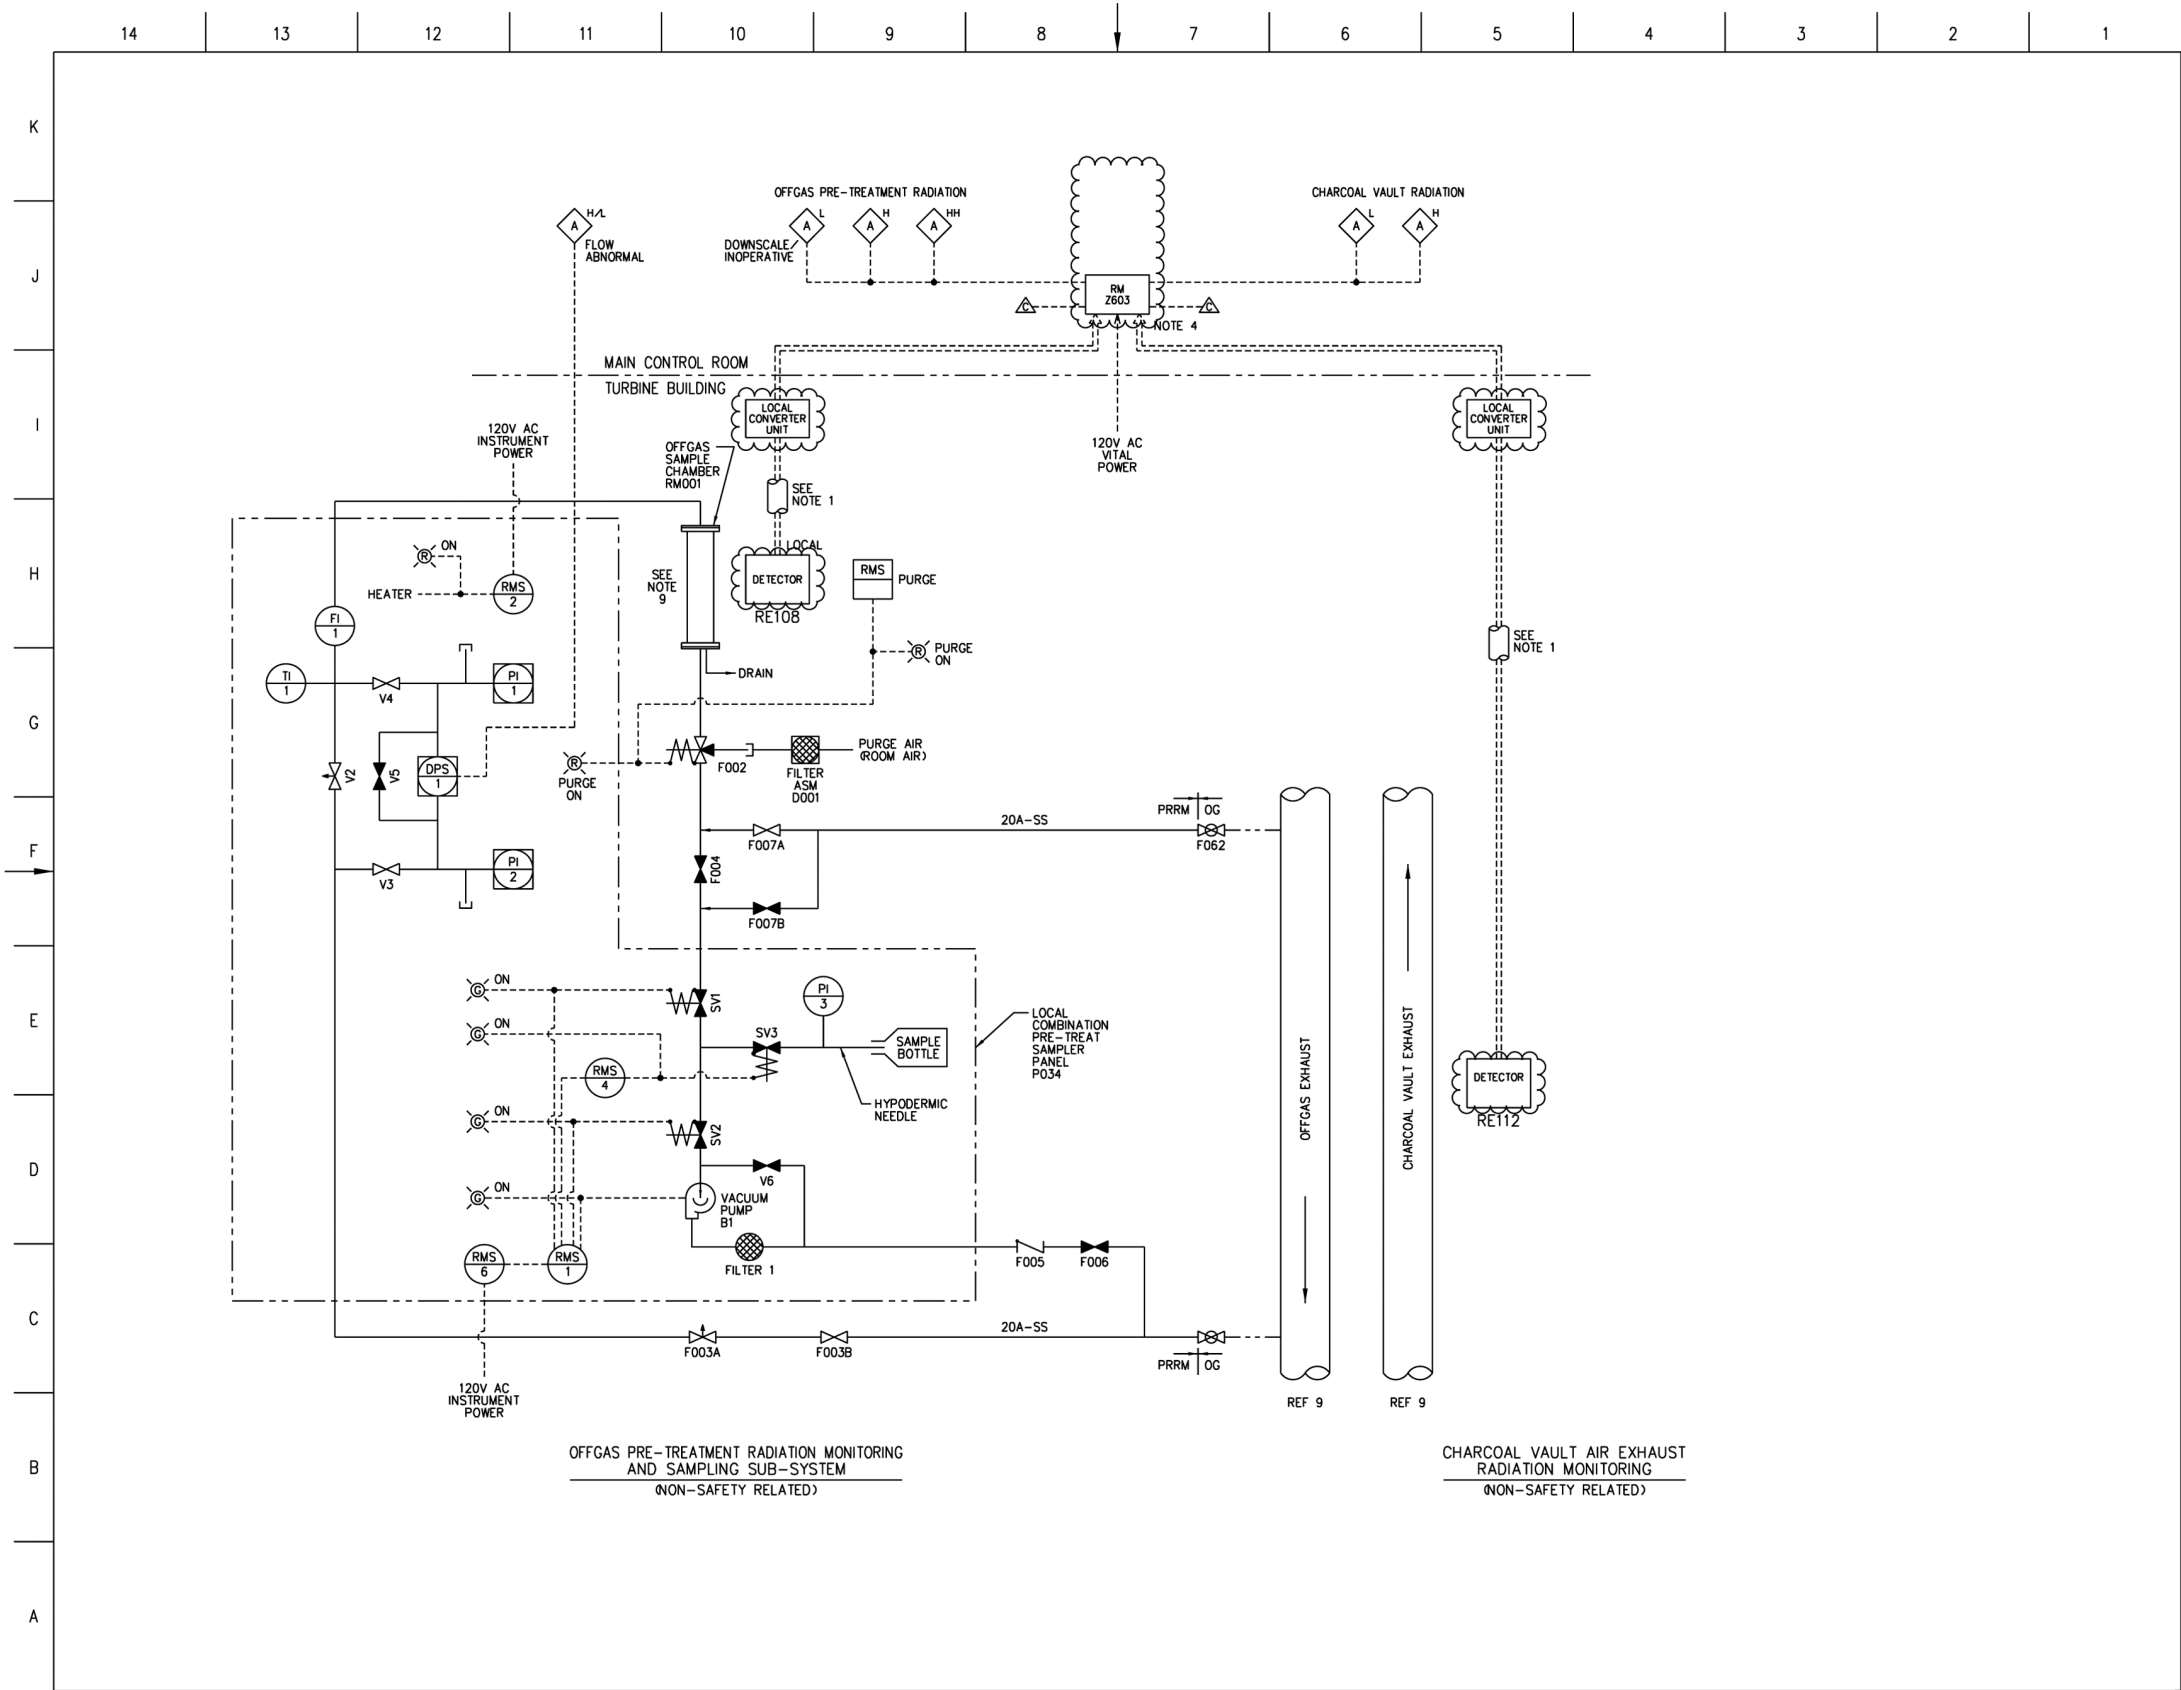 14 13 12 11 10 9 8 7 6 5 4 3 2 1
K
J
I
H
G
F
E
D
C
B
A
OFFGAS PRE-TREATMENT RADIATION
CHARCOAL VAULT RADIATION
A H/L
FLOW
ABNORMAL
A L
A H
A HH
DOWNSCALE/
INOPERATIVE
A L
A H
RM
Z603
C
C
NOTE 4
MAIN CONTROL ROOM
TURBINE BUILDING
LOCAL
CONVERTER
UNIT
LOCAL
CONVERTER
UNIT
120V AC
INSTRUMENT
POWER
OFFGAS
SAMPLE
CHAMBER
RM001
120V AC
VITAL
POWER
SEE
NOTE 1
R ON
HEATER
RMS
2
SEE
NOTE
9
LOCAL
DETECTOR
RE108
RMS
PURGE
FI
1
R PURGE
ON
SEE
NOTE 1
DRAIN
TI
1
V4
PI
1
V2
V5
DPS
1
R
PURGE
ON
F002
FILTER
ASM
D001
PURGE AIR
(ROOM AIR)
PRRM OG
20A-SS
F007A
F062
F004
V3
PI
2
F007B
G ON
SV1
PI
3
G ON
SV3
SAMPLE
BOTTLE
LOCAL
COMBINATION
PRE-TREAT
SAMPLER
PANEL
P034
RMS
4
HYPODERMIC
NEEDLE
OFFGAS EXHAUST
CHARCOAL VAULT EXHAUST
DETECTOR
RE112
G ON
SV2
V6
G ON
VACUUM
PUMP
B1
RMS
6
RMS
1
FILTER 1
F005
F006
20A-SS
F003A
F003B
PRRM OG
120V AC
INSTRUMENT
POWER
REF 9
REF 9
OFFGAS PRE-TREATMENT RADIATION MONITORING
AND SAMPLING SUB-SYSTEM
(NON-SAFETY RELATED)
CHARCOAL VAULT AIR EXHAUST
RADIATION MONITORING
(NON-SAFETY RELATED)